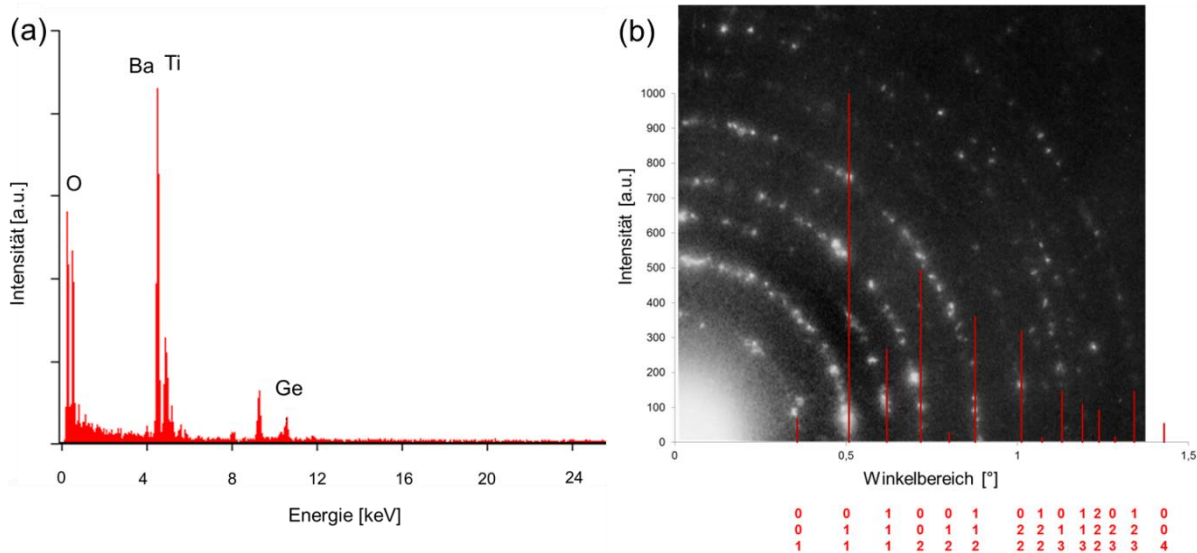 (a)
Ba Ti
O
Ge
Intensität [a.u.]
0 4 8 12 16 20 24
Energie [keV]
(b)
1000
900
800
700
600
500
400
300
200
100
0
Intensität [a.u.]
0 0,5 1 1,5
Winkelbereich [°]
0 0 1 0 0 1 0 1 0 1 2 0 1 0
0 1 1 0 1 1 2 2 1 1 2 2 2 0
1 1 1 2 2 2 2 2 3 3 2 3 3 4